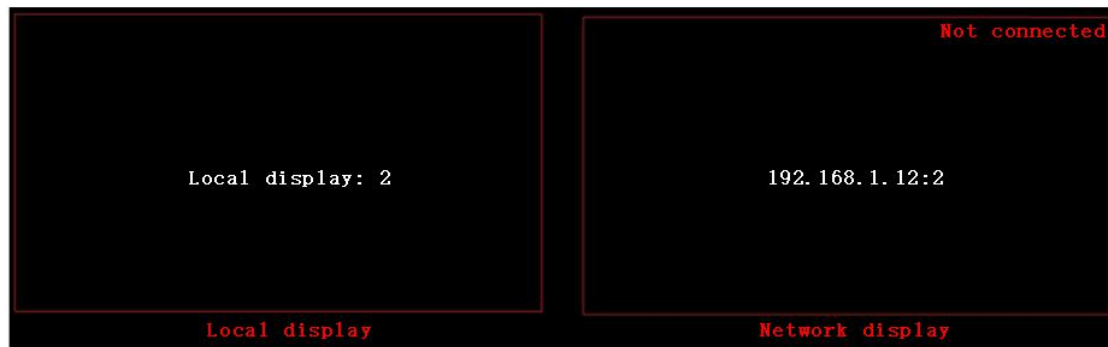 Not connected
Local display: 2
192.168.1.12:2
Local display
Network display